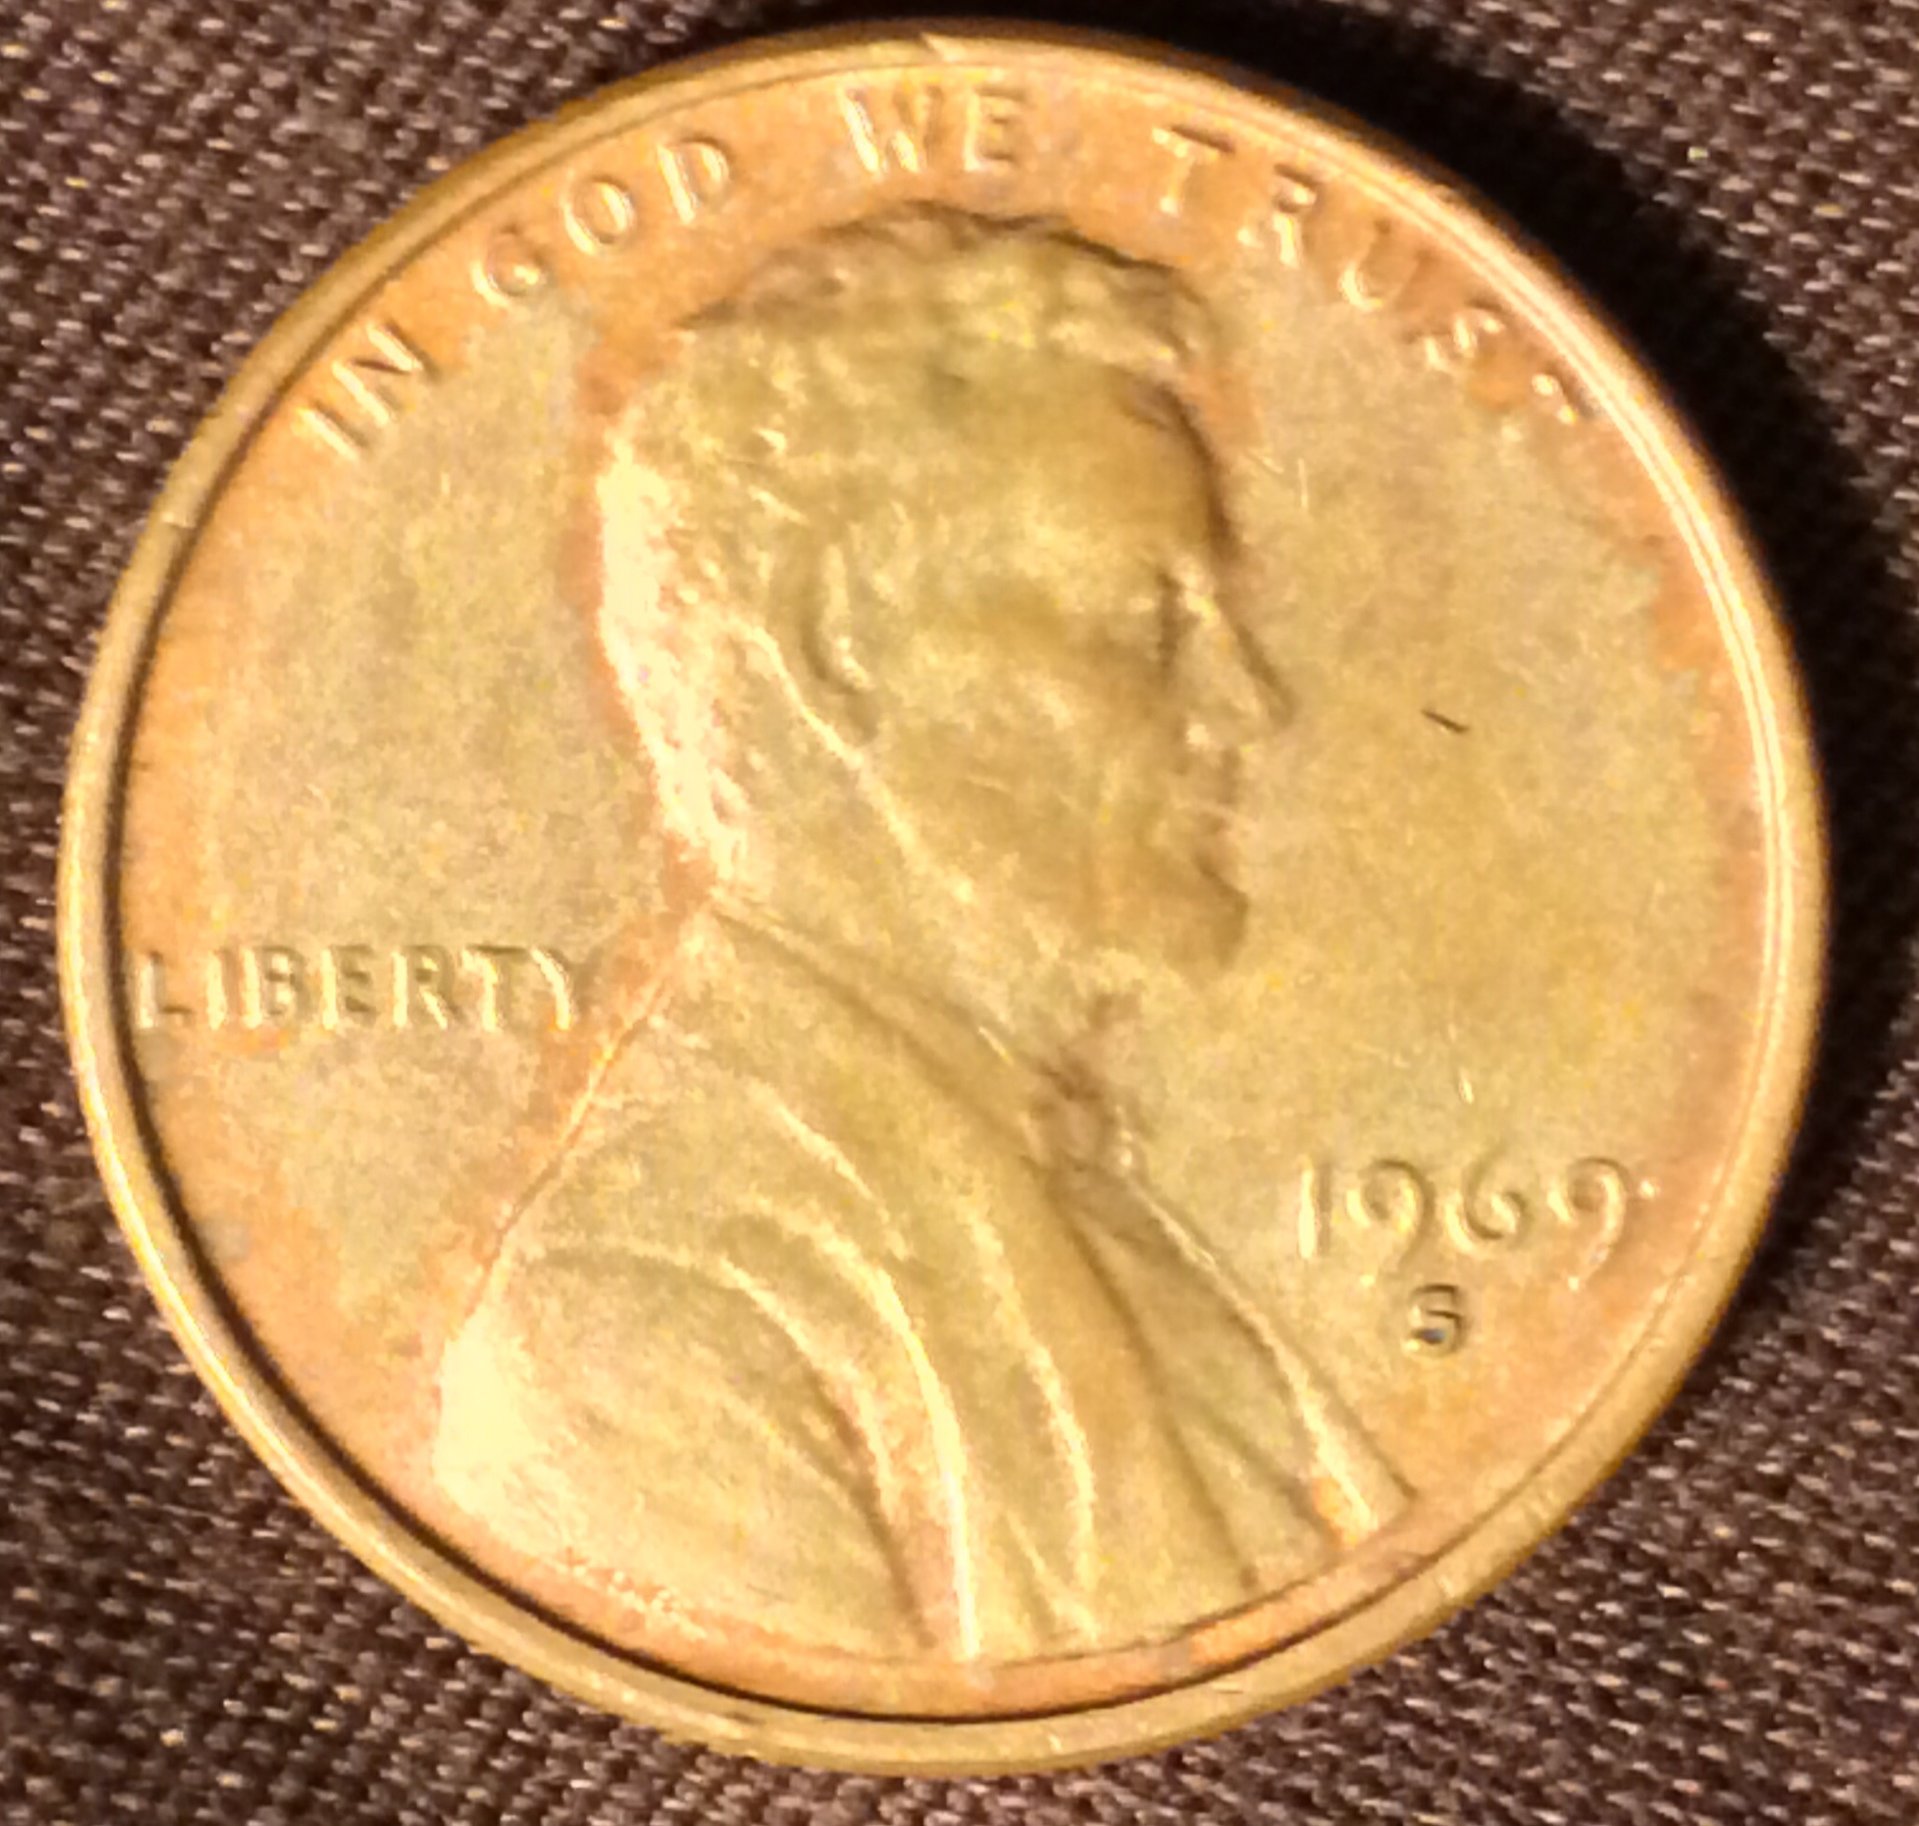 IN GOD WE TRUST
LIBERTY
1969
S